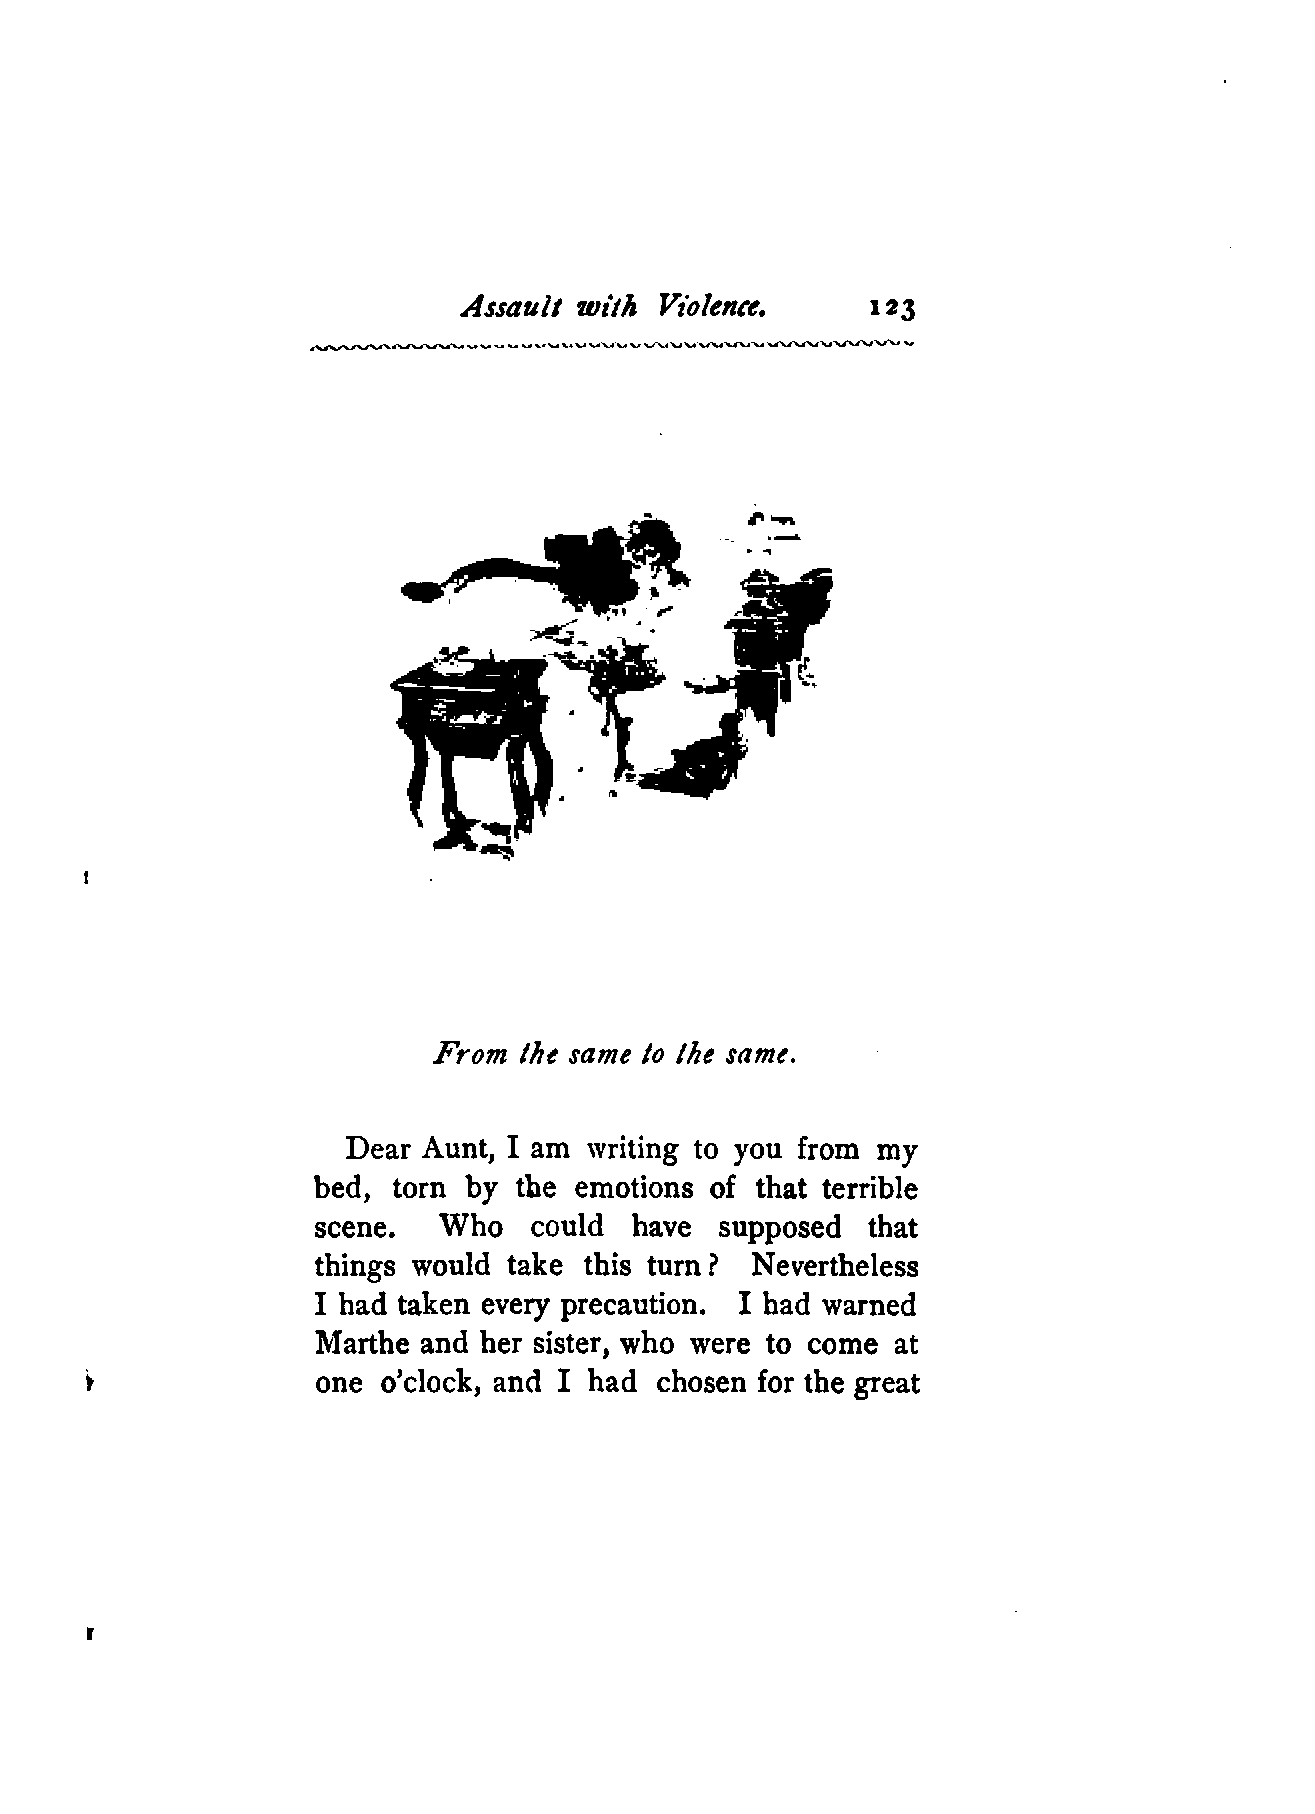 Assault with Violence. 123
From the same to the same.
Dear Aunt, I am writing to you from my
bed, torn by the emotions of that terrible
scene. Who could have supposed that
things would take this turn? Nevertheless
I had taken every precaution. I had warned
Marthe and her sister, who were to come at
one o'clock, and I had chosen for the great